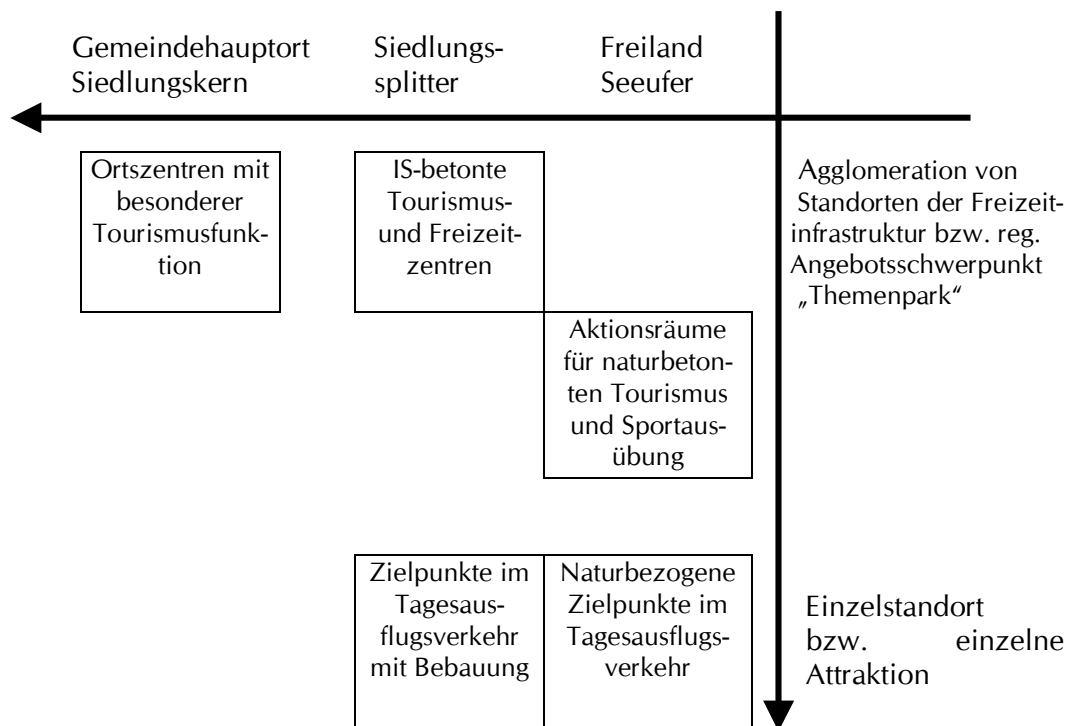 Gemeindehauptort
Siedlungskern
Siedlungs-
splitter
Freiland
Seeufer
Ortszentren mit
besonderer
Tourismusfunk-
tion
IS-betonte
Tourismus-
und Freizeit-
zentren
Agglomeration von
Standorten der Freizeit-
infrastruktur bzw. reg.
Angebotsschwerpunkt
„Themenpark“
Aktionsräume
für naturbeton-
ten Tourismus
und Sportaus-
übung
Zielpunkte im
Tagesaus-
flugsverkehr
mit Bebauung
Naturbezogene
Zielpunkte im
Tagesausflugs-
verkehr
Einzelstandort
bzw. einzelne
Attraktion